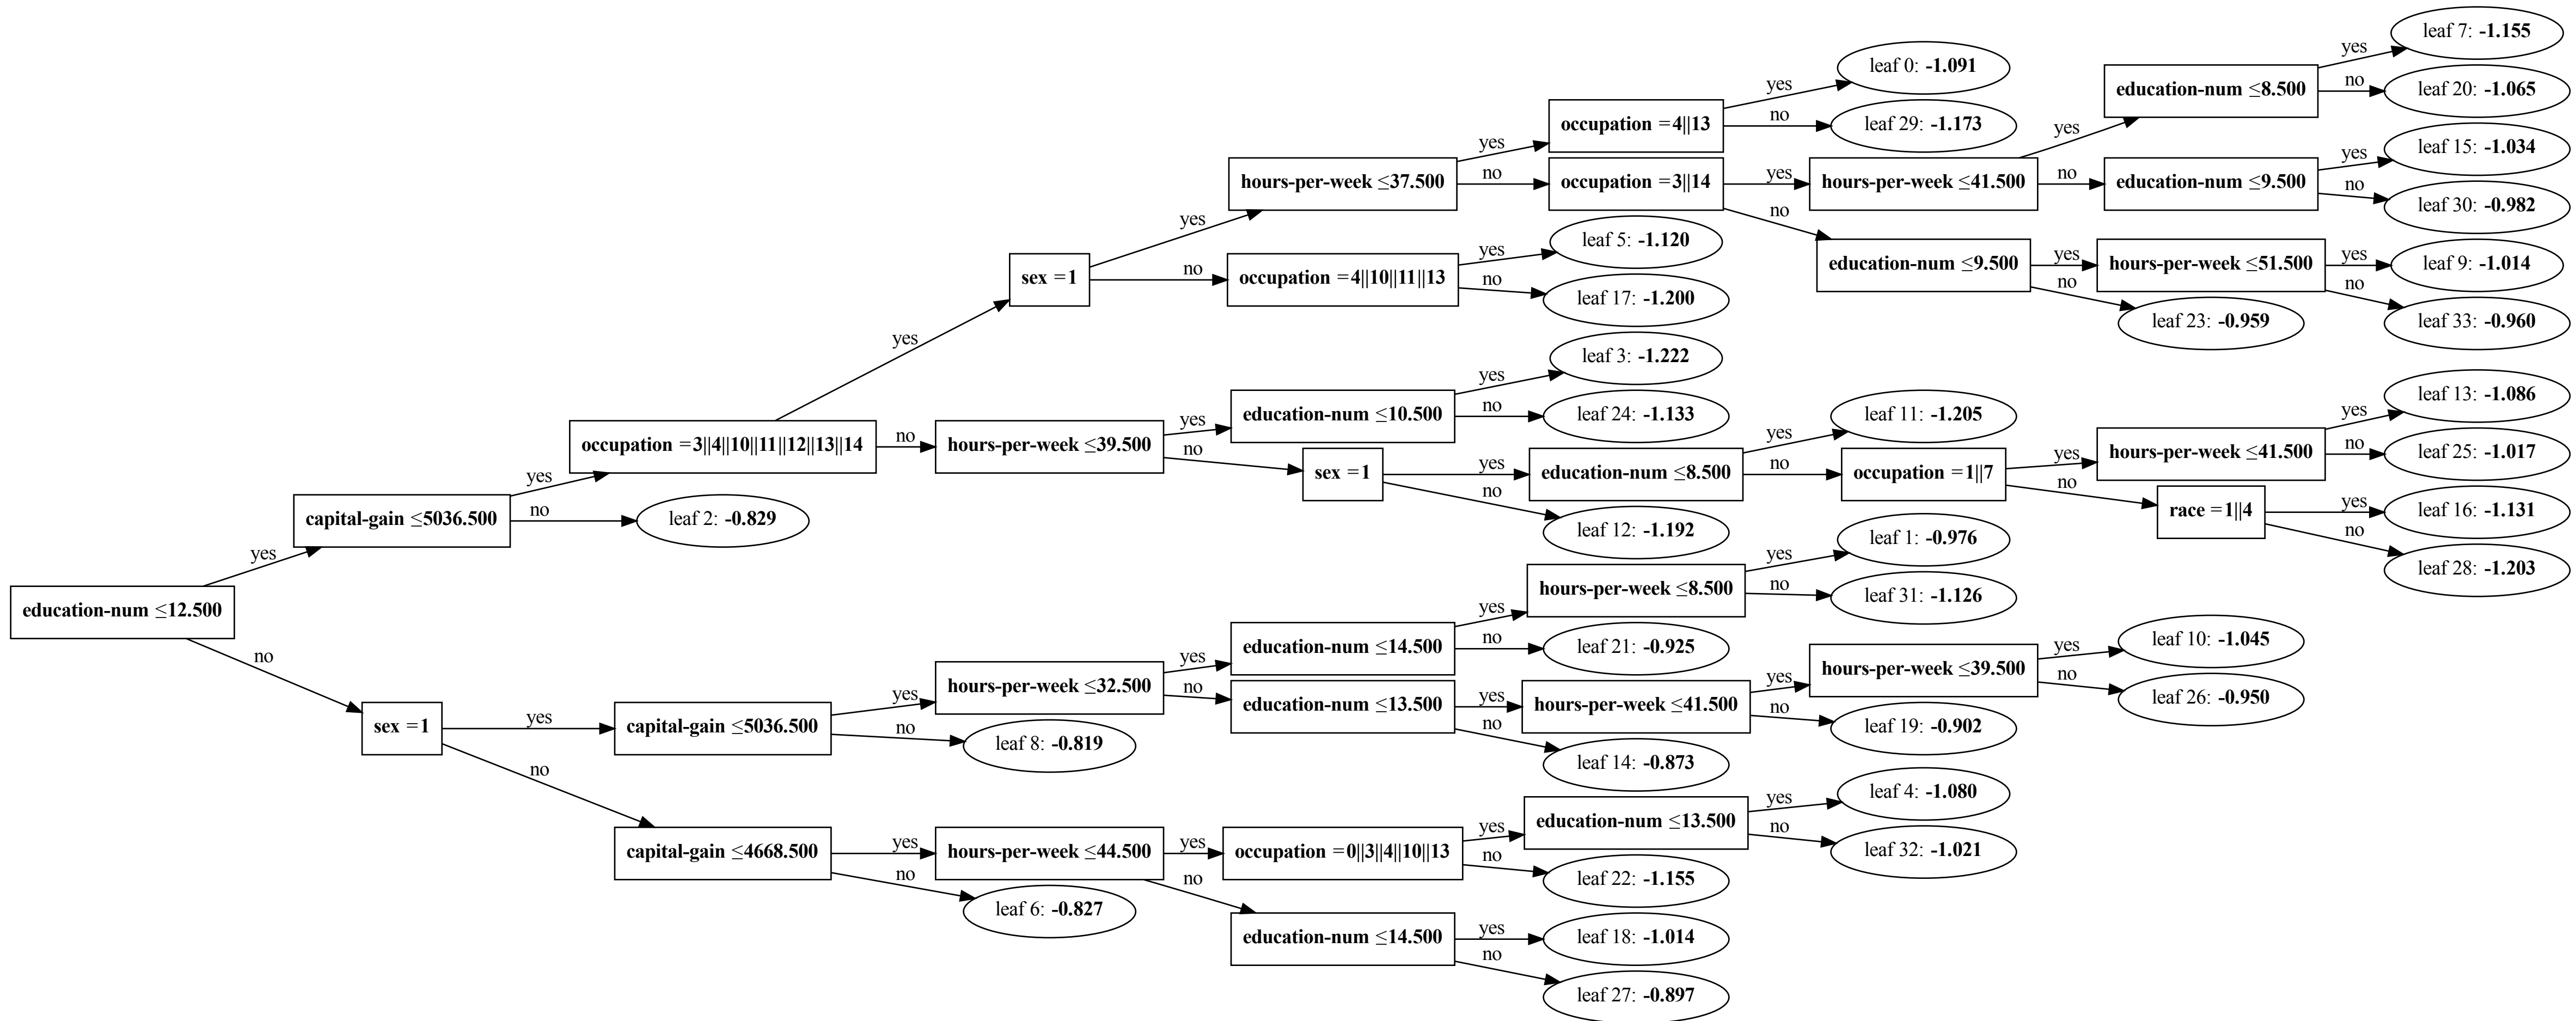 leaf 7: -1.155
yes
leaf 0: -1.091
yes
education-num ≤8.500
no
leaf 20: -1.065
occupation =4||13
no
leaf 29: -1.173
yes
yes
leaf 15: -1.034
hours-per-week ≤37.500
yes
no
occupation =3||14
yes
hours-per-week ≤41.500
no
education-num ≤9.500
no
leaf 30: -0.982
yes
no
leaf 5: -1.120
yes
sex =1
no
occupation =4||10||11||13
no
leaf 17: -1.200
education-num ≤9.500
yes
hours-per-week ≤51.500
yes
leaf 9: -1.014
no
no
leaf 23: -0.959
leaf 33: -0.960
yes
leaf 3: -1.222
yes
education-num ≤10.500
no
leaf 24: -1.133
leaf 11: -1.205
yes
leaf 13: -1.086
yes
occupation =3||4||10||11||12||13||14
no
hours-per-week ≤39.500
yes
no
sex =1
yes
education-num ≤8.500
no
occupation =1||7
yes
hours-per-week ≤41.500
no
leaf 25: -1.017
no
leaf 12: -1.192
no
race =1||4
yes
leaf 16: -1.131
no
leaf 28: -1.203
yes
capital-gain ≤5036.500
no
leaf 2: -0.829
yes
education-num ≤12.500
no
leaf 1: -0.976
yes
hours-per-week ≤8.500
no
leaf 31: -1.126
yes
education-num ≤14.500
no
leaf 21: -0.925
yes
hours-per-week ≤32.500
no
education-num ≤13.500
yes
hours-per-week ≤41.500
yes
hours-per-week ≤39.500
yes
leaf 10: -1.045
no
leaf 26: -0.950
no
leaf 19: -0.902
no
leaf 14: -0.873
sex =1
yes
capital-gain ≤5036.500
yes
no
leaf 8: -0.819
no
capital-gain ≤4668.500
yes
hours-per-week ≤44.500
yes
occupation =0||3||4||10||13
yes
education-num ≤13.500
yes
leaf 4: -1.080
no
leaf 32: -1.021
no
leaf 22: -1.155
no
leaf 6: -0.827
no
education-num ≤14.500
yes
leaf 18: -1.014
no
leaf 27: -0.897